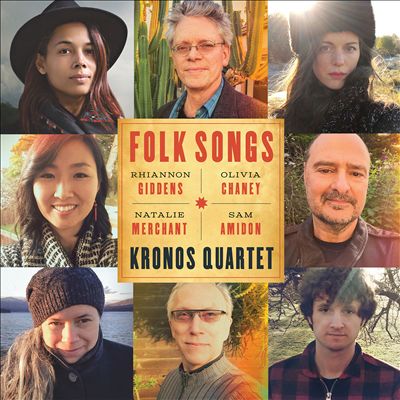 FOLK SONGS
RHIANNON GIDDENS
OLIVIA CHANEY
NATALIE MERCHANT
SAM AMIDON
KRONOS QUARTET